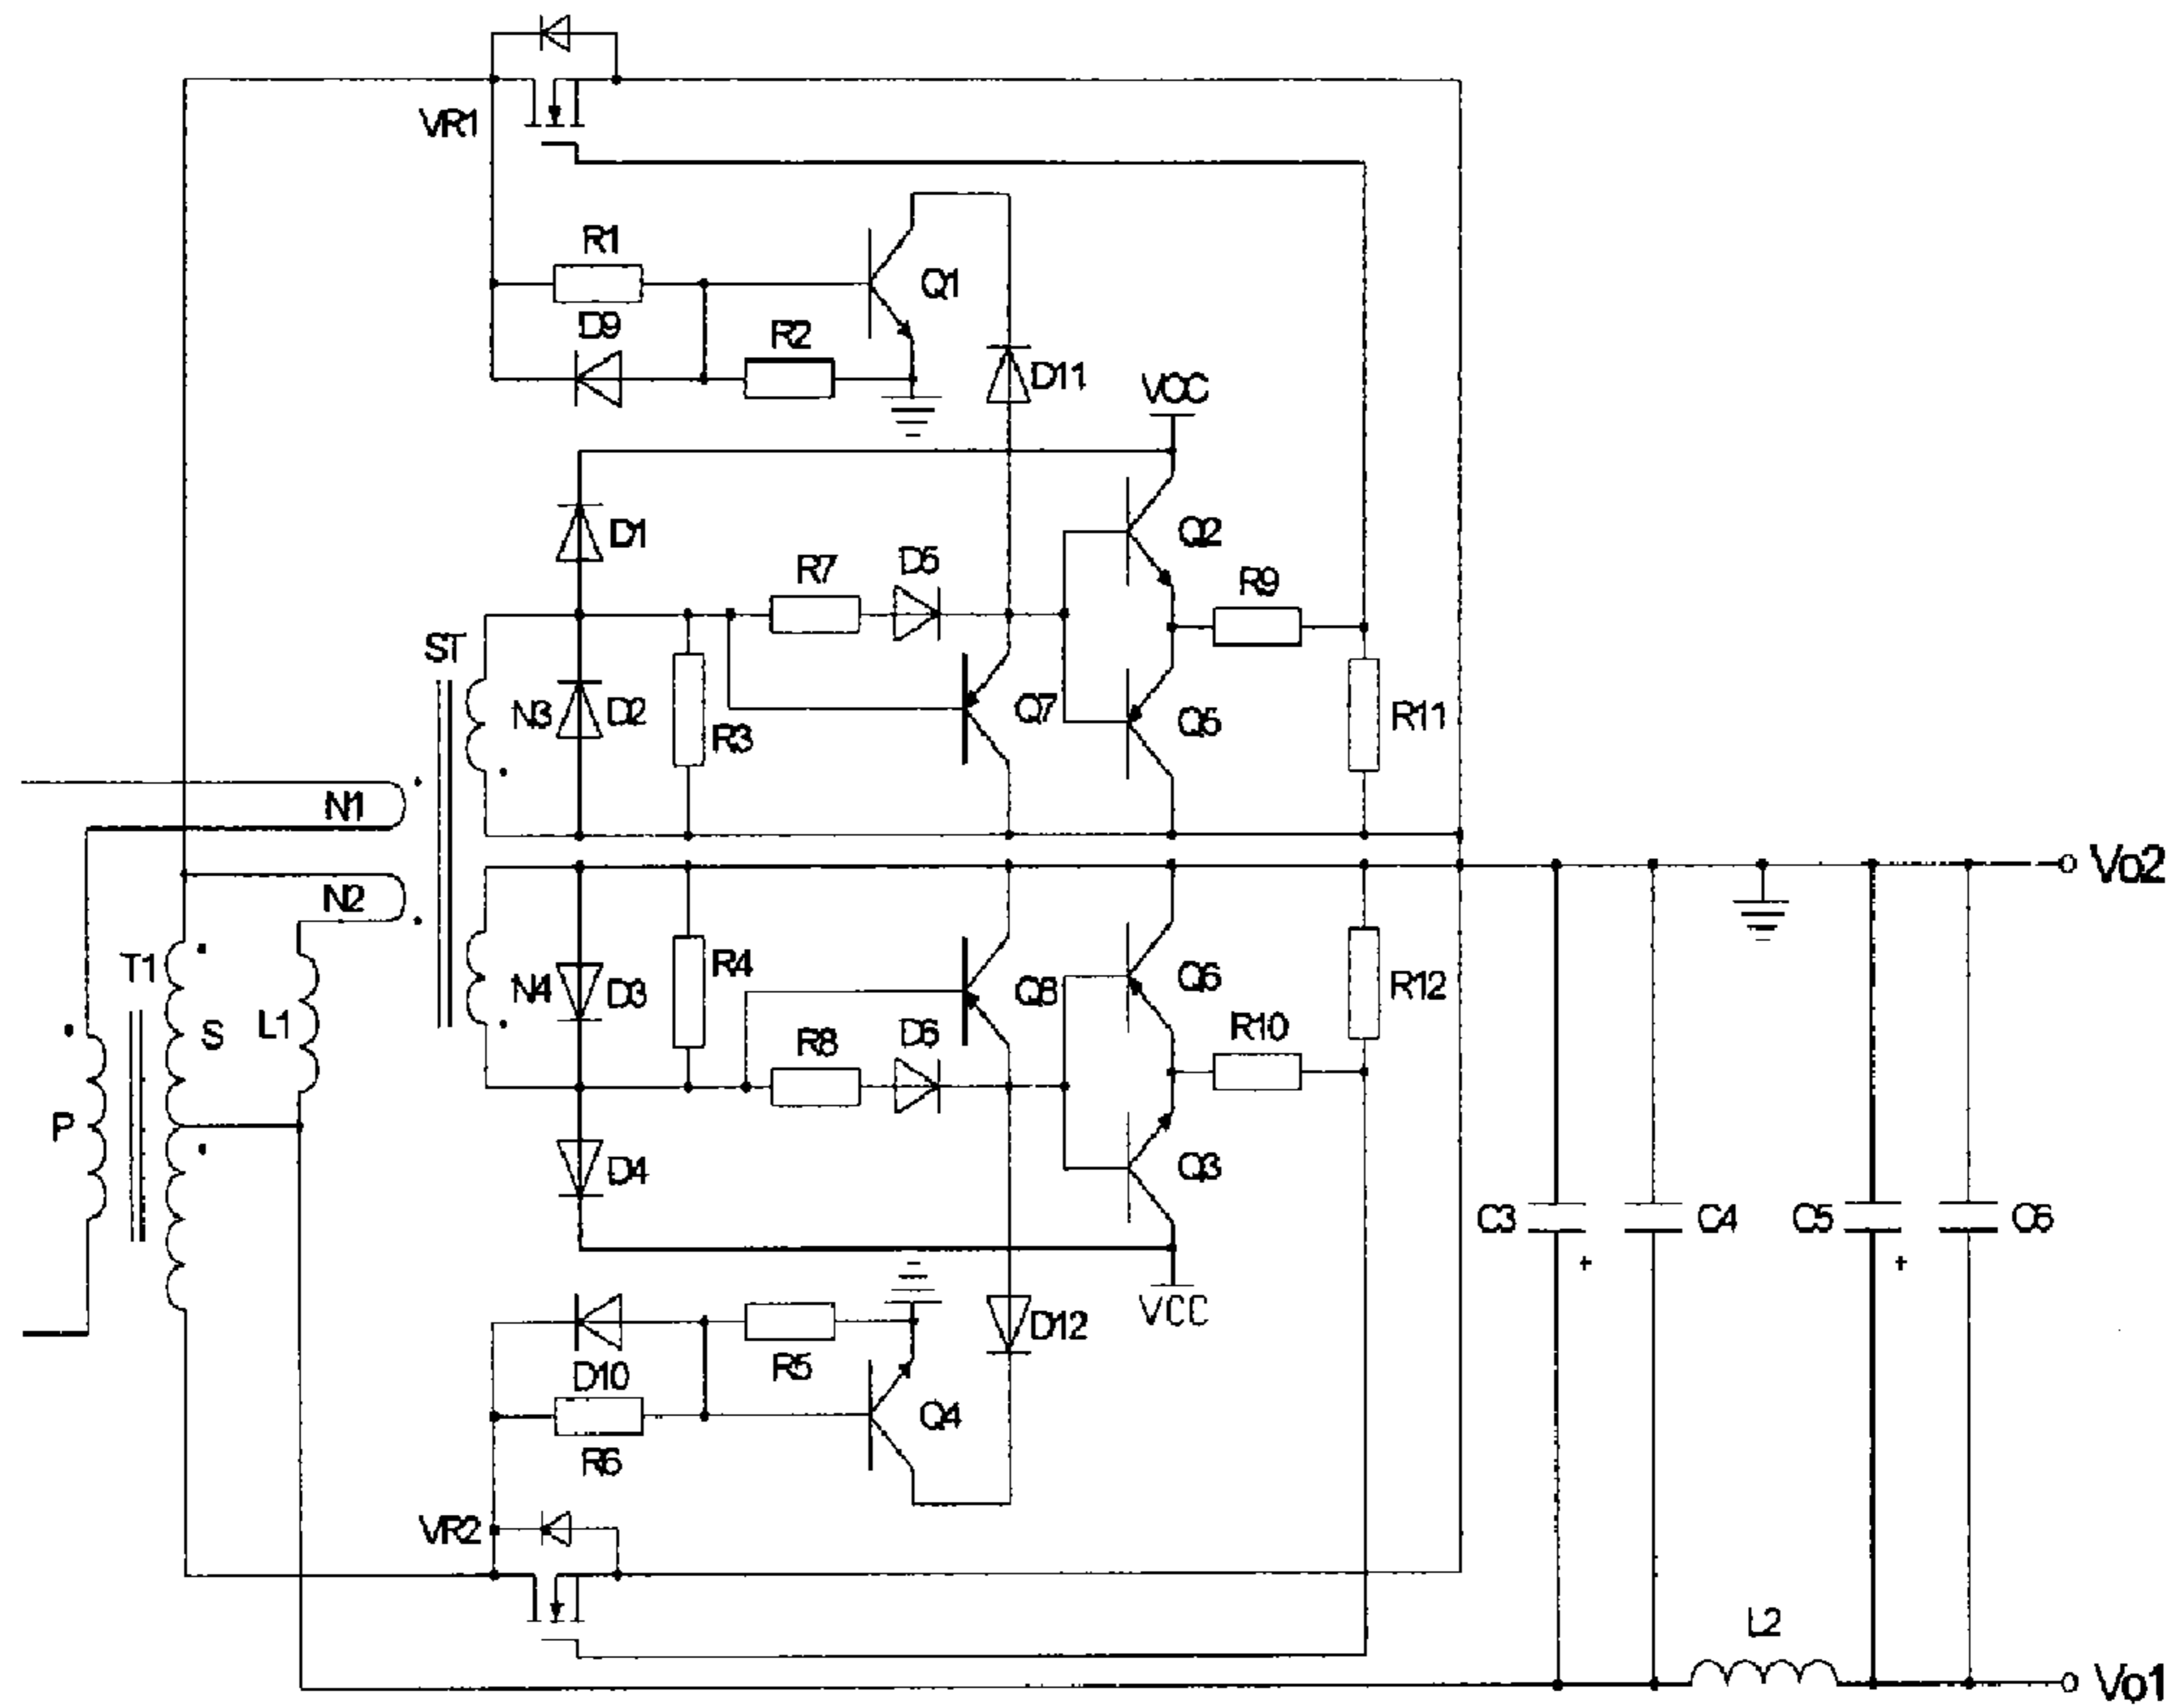 VR1
R1
Q1
D9
R2
D11
VCC
D1
Q2
R7
D5
R9
ST
N3
D2
R3
Q7
Q5
R11
N1
Vo2
N2
T1
S
L1
N4
D3
R4
Q8
Q6
R12
R8
D6
R10
P
D4
Q3
C3
+
C4
C5
+
C6
VCC
D12
R5
D10
Q4
R6
VR2
L2
Vo1